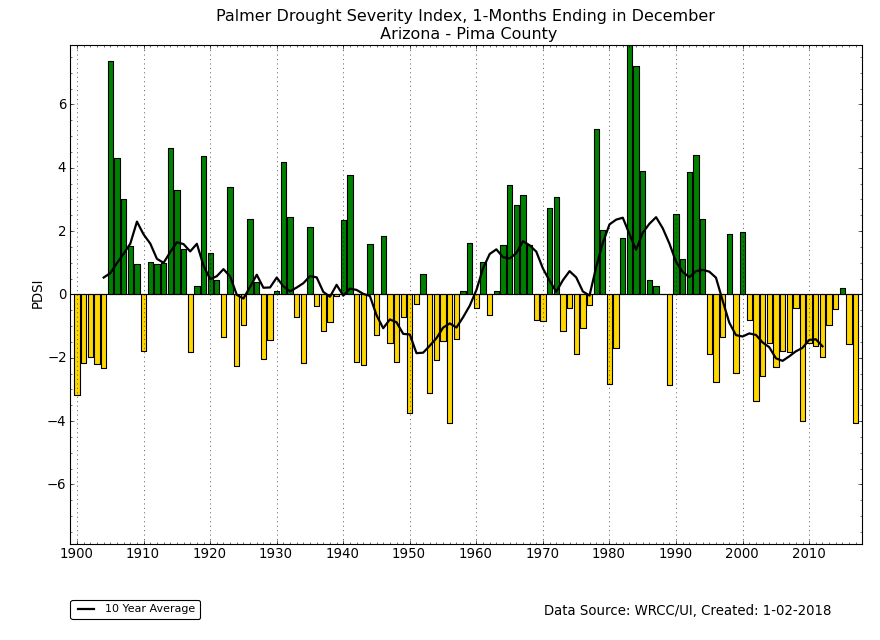 Palmer Drought Severity Index, 1-Months Ending in December
Arizona - Pima County
PDSI
6
4
2
0
−2
−4
−6
1900 1910 1920 1930 1940 1950 1960 1970 1980 1990 2000 2010
10 Year Average
Data Source: WRCC/UI, Created: 1-02-2018